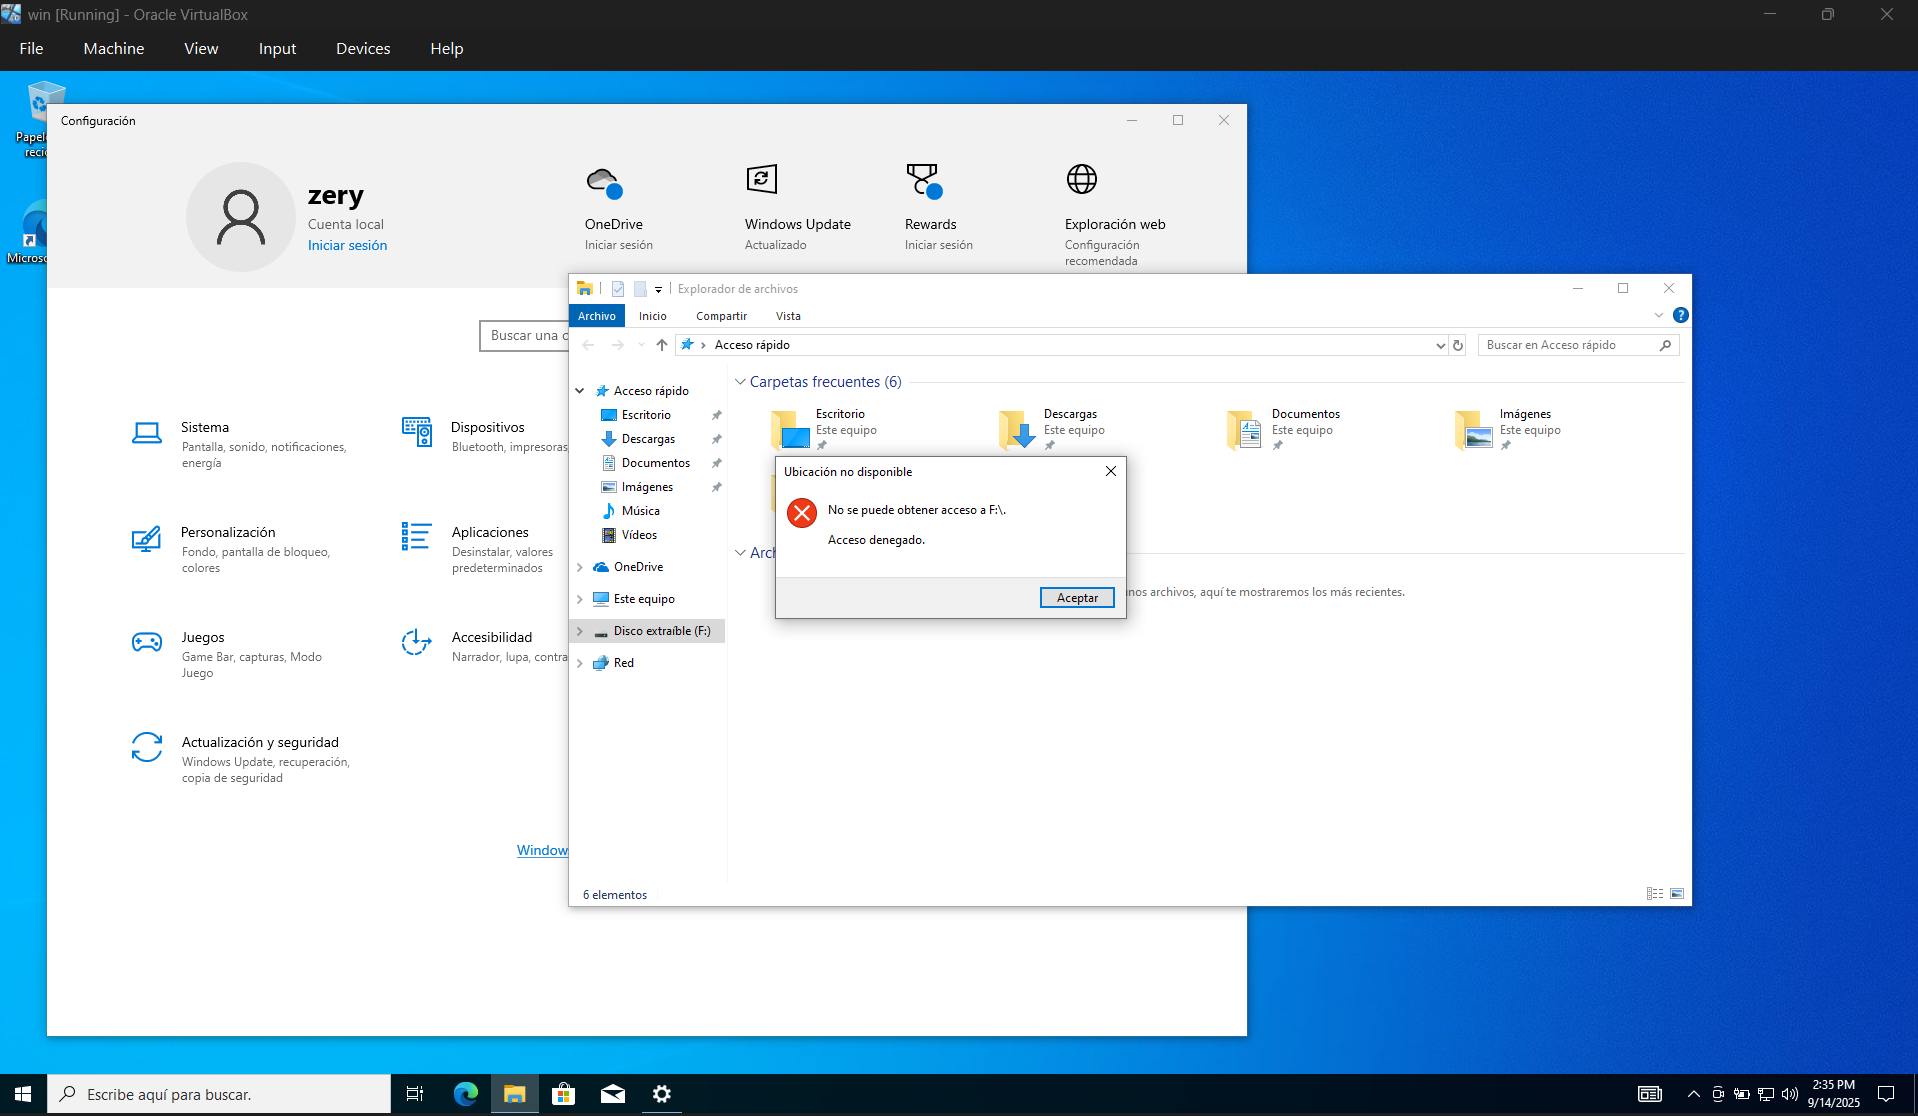 win [Running] - Oracle VirtualBox
File Machine View Input Devices Help
Configuración
zery
Cuenta local
Iniciar sesión
OneDrive
Iniciar sesión
Windows Update
Actualizado
Rewards
Iniciar sesión
Exploración web
Configuración
recomendada
Buscar una c
Sistema
Pantalla, sonido, notificaciones,
energía
Dispositivos
Bluetooth, impresoras
Personalización
Fondo, pantalla de bloqueo,
colores
Aplicaciones
Desinstalar, valores
predeterminados
Juegos
Game Bar, capturas, Modo
Juego
Accesibilidad
Narrador, lupa, contra
Actualización y seguridad
Windows Update, recuperación,
copia de seguridad
Window
Explorador de archivos
Archivo Inicio Compartir Vista
Acceso rápido
Buscar en Acceso rápido
Acceso rápido
Escritorio
Descargas
Documentos
Imágenes
Música
Vídeos
OneDrive
Este equipo
Disco extraíble (F:)
Red
Carpetas frecuentes (6)
Escritorio
Este equipo
Descargas
Este equipo
Documentos
Este equipo
Imágenes
Este equipo
Arch
nos archivos, aquí te mostraremos los más recientes.
Ubicación no disponible
No se puede obtener acceso a F:\.
Acceso denegado.
Aceptar
6 elementos
Papel
reci
Micros
Escribe aquí para buscar.
2:35 PM
9/14/2025